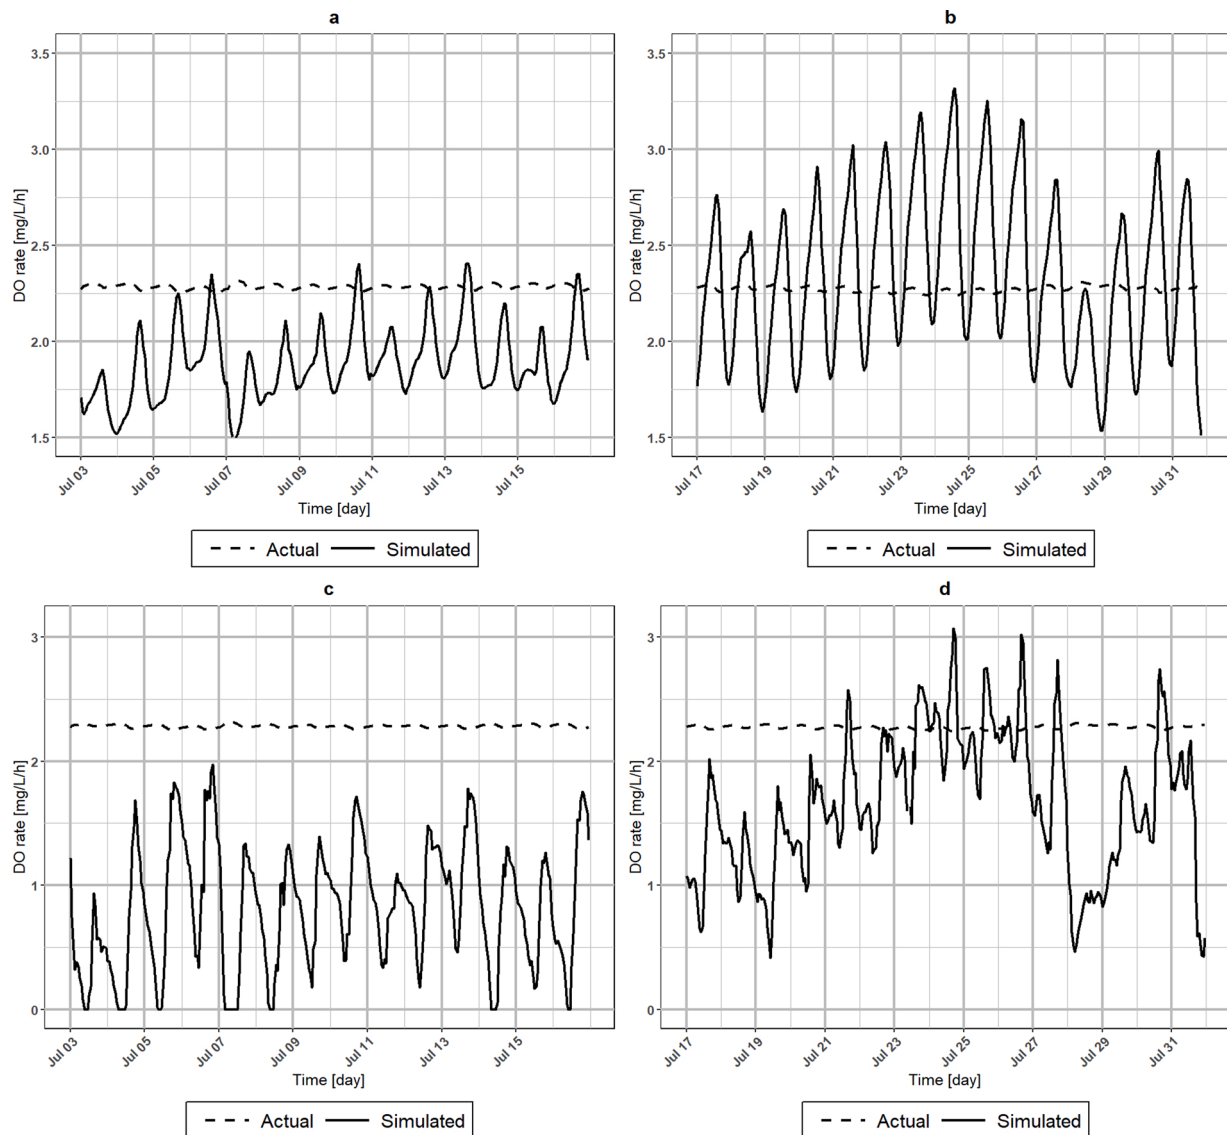 a
3.5
3.0
2.5
2.0
1.5
DO rate [mg/L/h]
Jul 03
Jul 05
Jul 07
Jul 09
Jul 11
Jul 13
Jul 15
Time [day]
Actual Simulated
b
3.5
3.0
2.5
2.0
1.5
DO rate [mg/L/h]
Jul 17
Jul 19
Jul 21
Jul 23
Jul 25
Jul 27
Jul 29
Jul 31
Time [day]
Actual Simulated
c
3
2
1
0
DO rate [mg/L/h]
Jul 03
Jul 05
Jul 07
Jul 09
Jul 11
Jul 13
Jul 15
Time [day]
Actual Simulated
d
3
2
1
0
DO rate [mg/L/h]
Jul 17
Jul 19
Jul 21
Jul 23
Jul 25
Jul 27
Jul 29
Jul 31
Time [day]
Actual Simulated